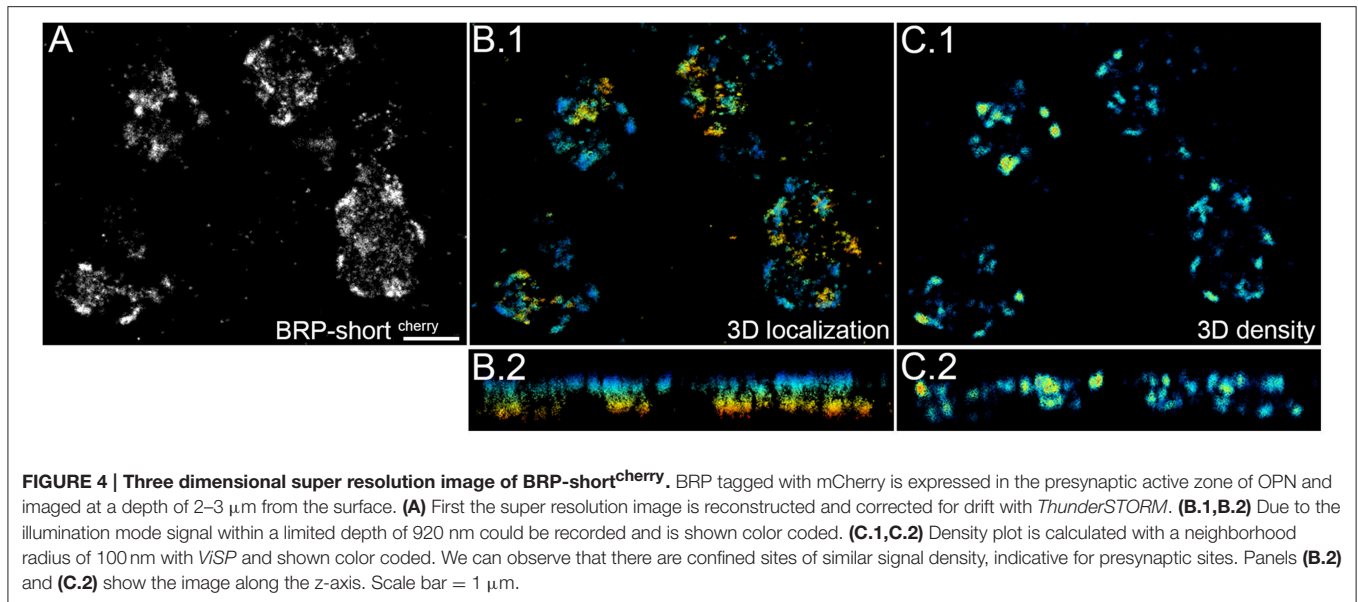 A
B.1
C.1
BRP-short cherry
3D localization
3D density
B.2
C.2
FIGURE 4 | Three dimensional super resolution image of BRP-short^cherry. BRP tagged with mCherry is expressed in the presynaptic active zone of OPN and
imaged at a depth of 2–3 μm from the surface. (A) First the super resolution image is reconstructed and corrected for drift with ThunderSTORM. (B.1,B.2) Due to the
illumination mode signal within a limited depth of 920 nm could be recorded and is shown color coded. (C.1,C.2) Density plot is calculated with a neighborhood
radius of 100 nm with ViSP and shown color coded. We can observe that there are confined sites of similar signal density, indicative for presynaptic sites. Panels (B.2)
and (C.2) show the image along the z-axis. Scale bar = 1 μm.